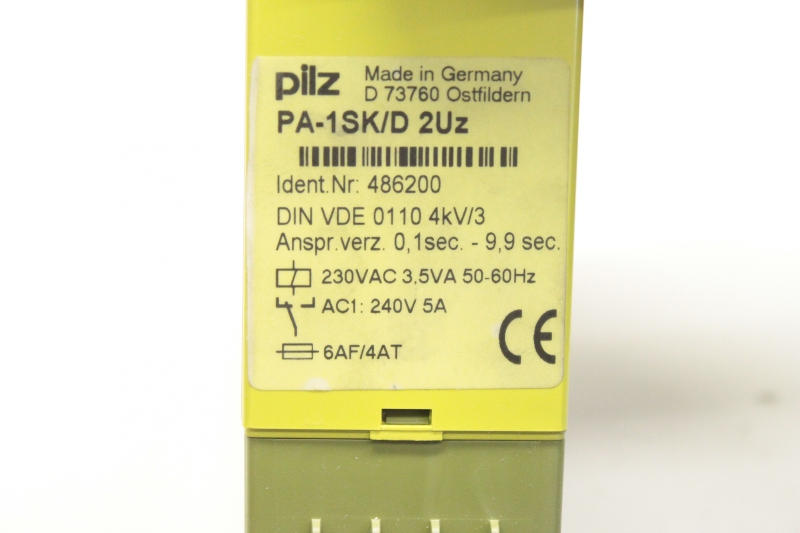 pilz Made in Germany
D 73760 Ostfildern
PA-1SK/D 2Uz
Ident.Nr: 486200
DIN VDE 0110 4kV/3
Anspr.verz. 0,1sec. - 9,9 sec.
230VAC 3,5VA 50-60Hz
AC1: 240V 5A
CE
6AF/4AT